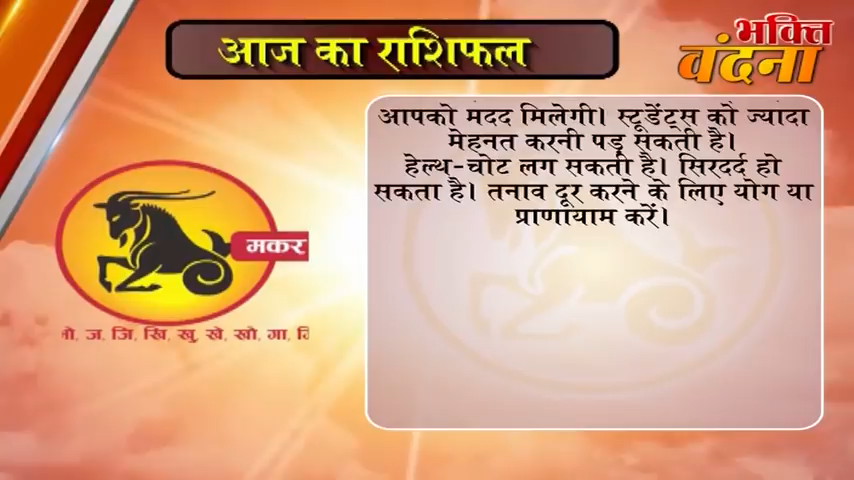 आज का राशिफल
भक्ति
वंदना
आपको मदद मिलेगी। स्टूडेंट्स को ज्यादा
मेहनत करनी पड़ सकती है।
हेल्थ-चोट लग सकती है। सिरदर्द हो
सकता है। तनाव दूर करने के लिए योग या
प्राणायाम करें।
मकर
ज, जि, खि, खु, खे, खो, गा,